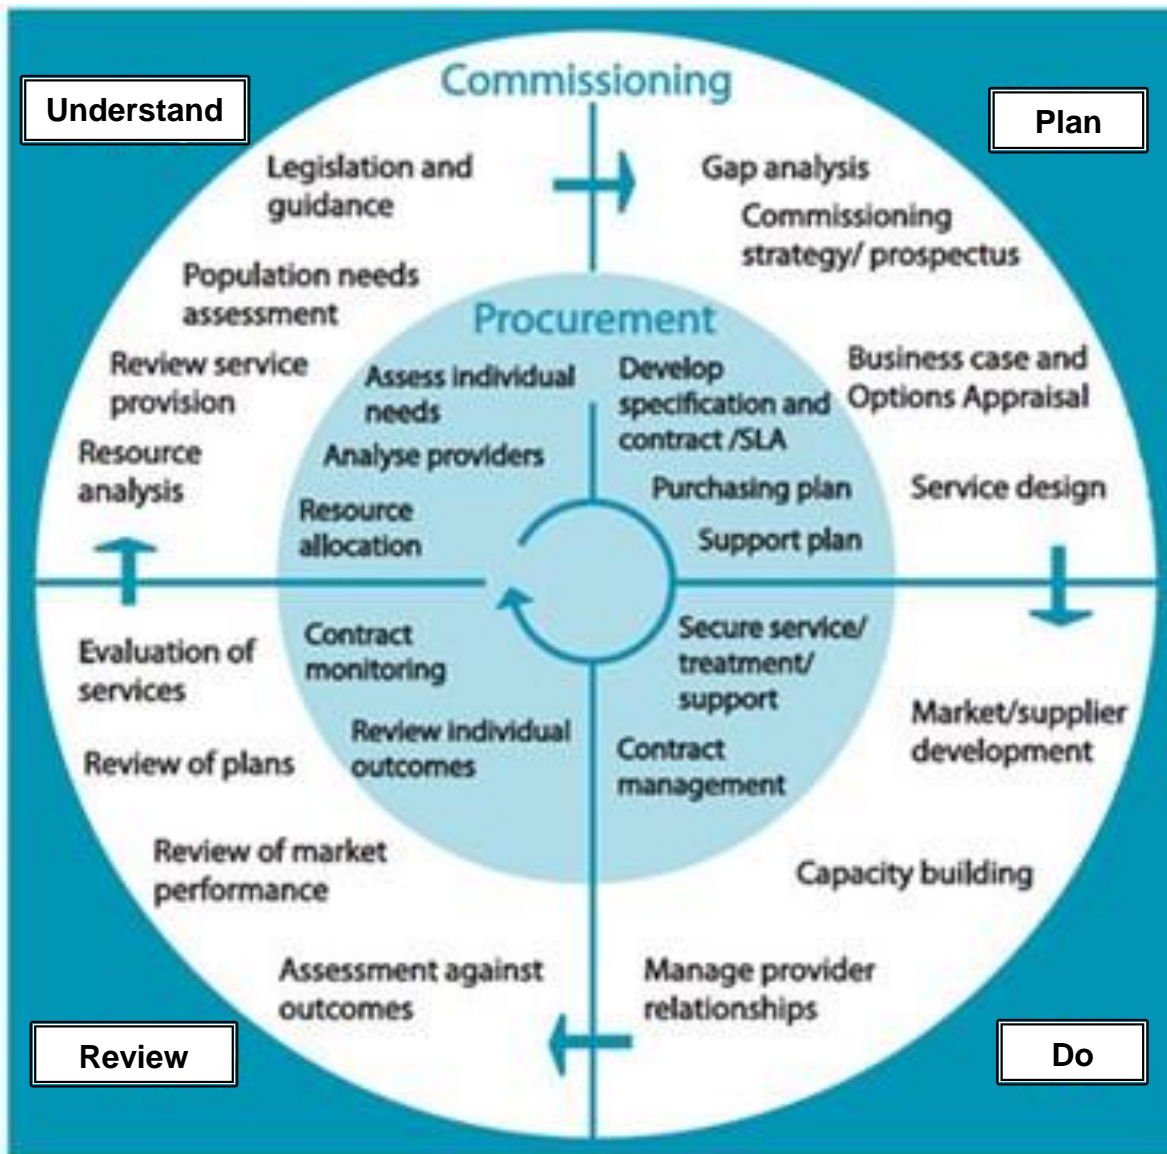 Commissioning
Understand
Legislation and
guidance
Population needs
assessment
Review service
provision
Resource
analysis
Plan
Gap analysis
Commissioning
strategy/ prospectus
Business case and
Options Appraisal
Service design
Procurement
Assess individual
needs
Analyse providers
Resource
allocation
Develop
specification and
contract /SLA
Purchasing plan
Support plan
Contract
monitoring
Review individual
outcomes
Secure service/
treatment/
support
Contract
management
Evaluation of
services
Review of plans
Review of market
performance
Assessment against
outcomes
Review
Market/supplier
development
Capacity building
Manage provider
relationships
Do